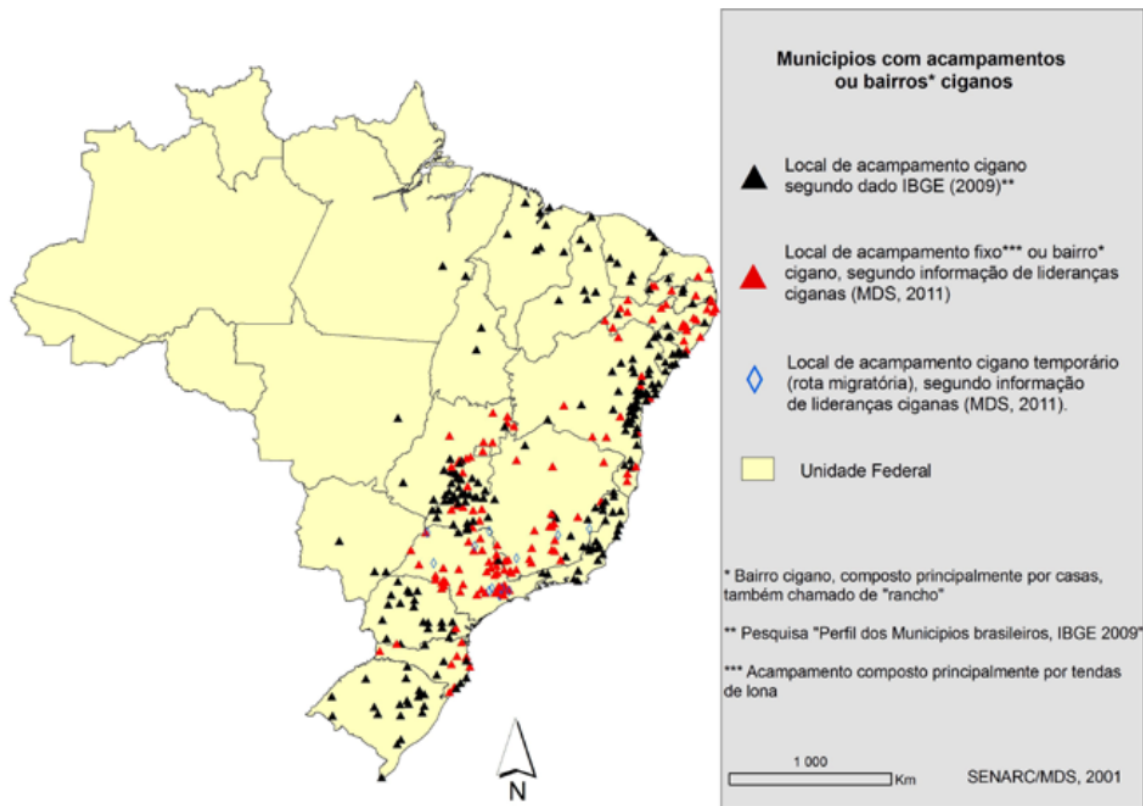 Municipios com acampamentos
ou bairros* ciganos
Local de acampamento cigano
segundo dado IBGE (2009)**
Local de acampamento fixo*** ou bairro*
cigano, segundo informação de lideranças
ciganas (MDS, 2011)
Local de acampamento cigano temporário
(rota migratória), segundo informação
de lideranças ciganas (MDS, 2011).
Unidade Federal
* Bairro cigano, composto principalmente por casas,
também chamado de "rancho"
** Pesquisa "Perfil dos Municipios brasileiros, IBGE 2009"
*** Acampamento composto principalmente por tendas
de lona
1 000
Km
SENARC/MDS, 2001
N